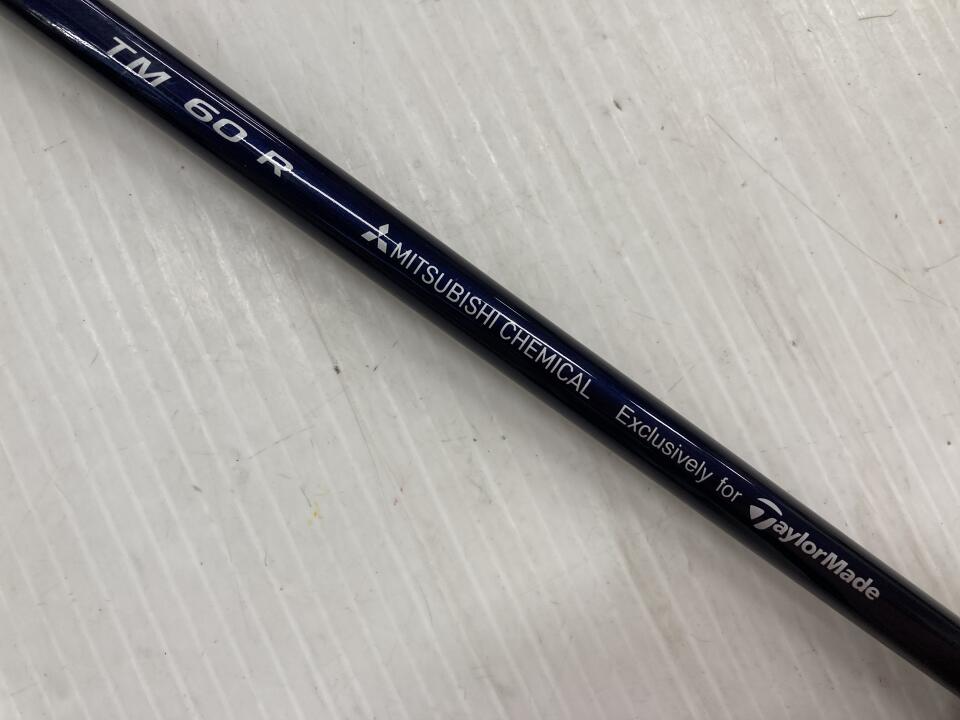 TM 60 R MITSUBISHI CHEMICAL Exclusively for TaylorMade